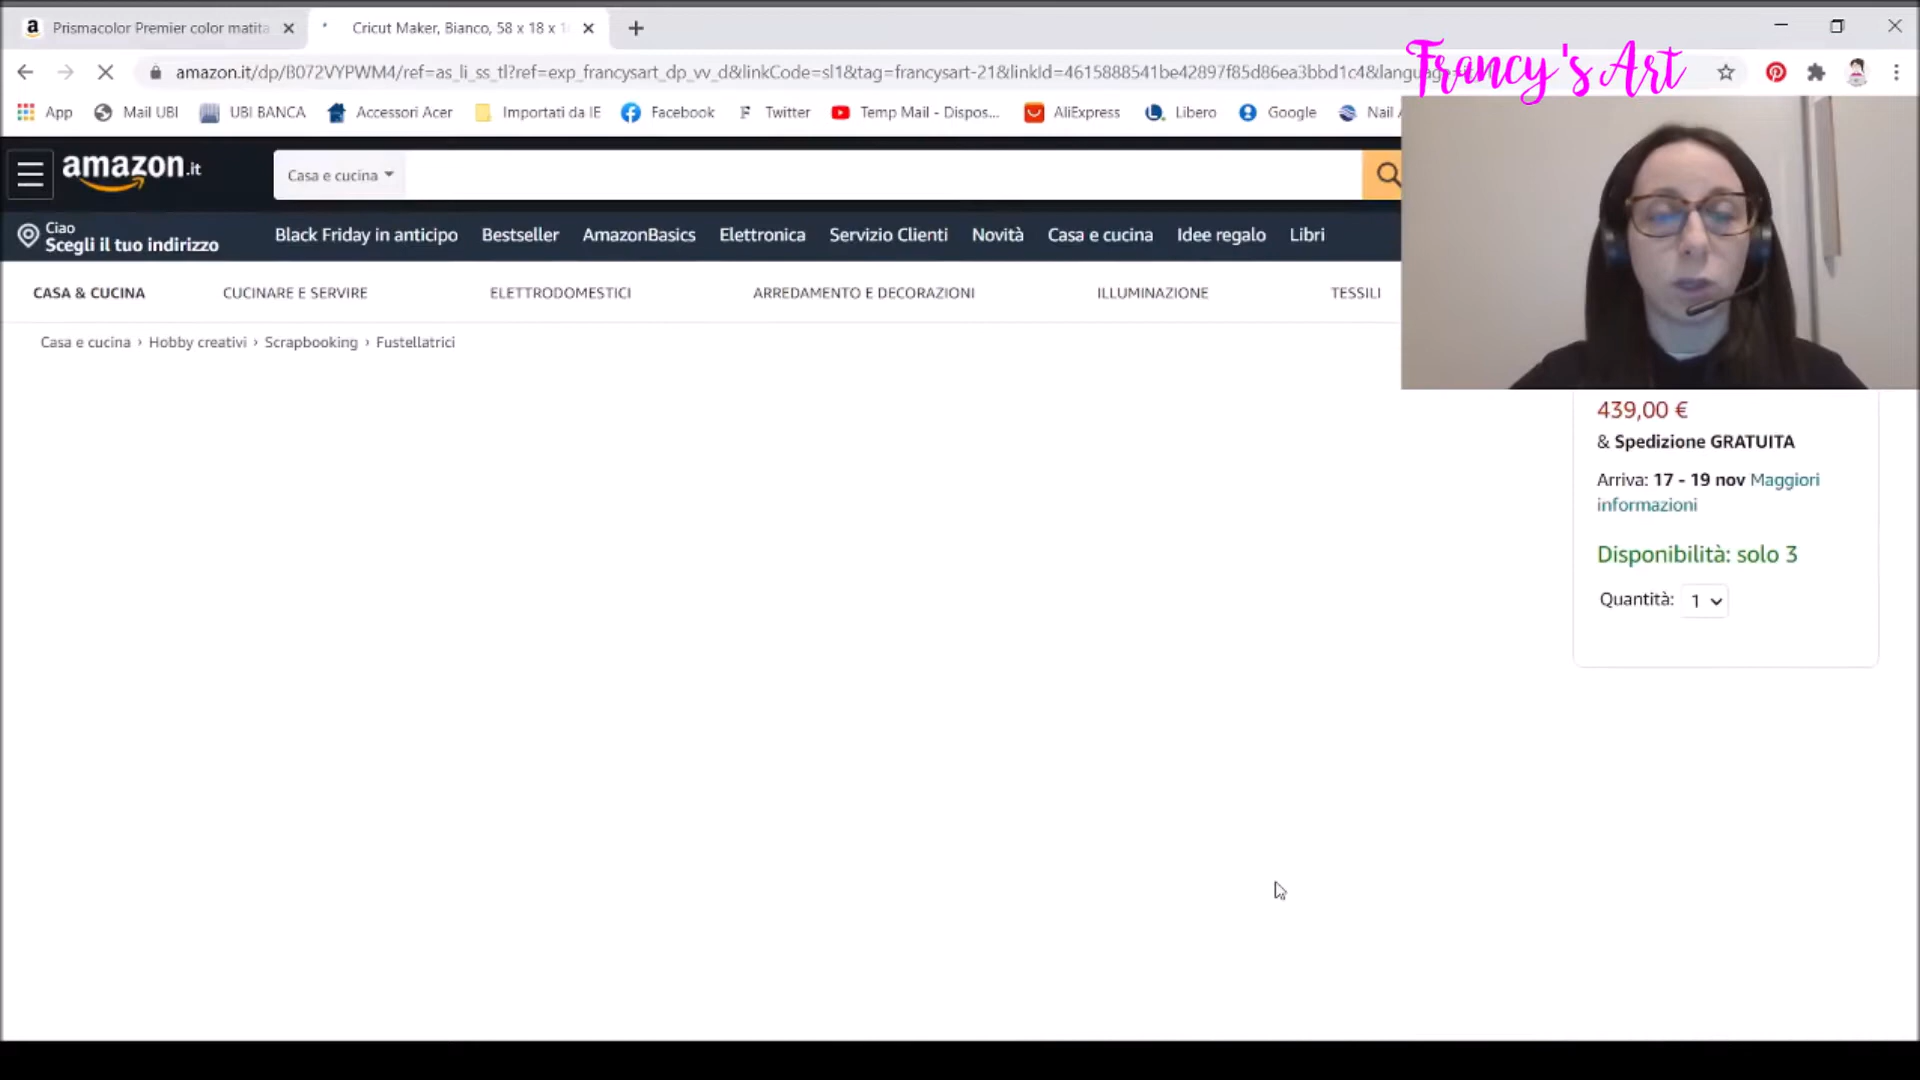 Prismacolor Premier color matita
Cricut Maker, Bianco, 58 x 18 x 1
Francy's Art
amazon.it/dp/B072VYPWM4/ref=as_li_ss_tl?ref=exp_francysart_dp_vv_d&linkCode=sl1&tag=francysart-21&linkId=4615888541be42897f85d86ea3bbd1c4&langu
App
Mail UBI
UBI BANCA
Accessori Acer
Importati da IE
Facebook
Twitter
Temp Mail - Dispos...
AliExpress
Libero
Google
Nail
amazon.it
Casa e cucina
Ciao
Scegli il tuo indirizzo
Black Friday in anticipo
Bestseller
AmazonBasics
Elettronica
Servizio Clienti
Novità
Casa e cucina
Idee regalo
Libri
CASA & CUCINA
CUCINARE E SERVIRE
ELETTRODOMESTICI
ARREDAMENTO E DECORAZIONI
ILLUMINAZIONE
TESSILI
Casa e cucina › Hobby creativi › Scrapbooking › Fustellatrici
439,00 €
& Spedizione GRATUITA
Arriva: 17 - 19 nov Maggiori
informazioni
Disponibilità: solo 3
Quantità: 1